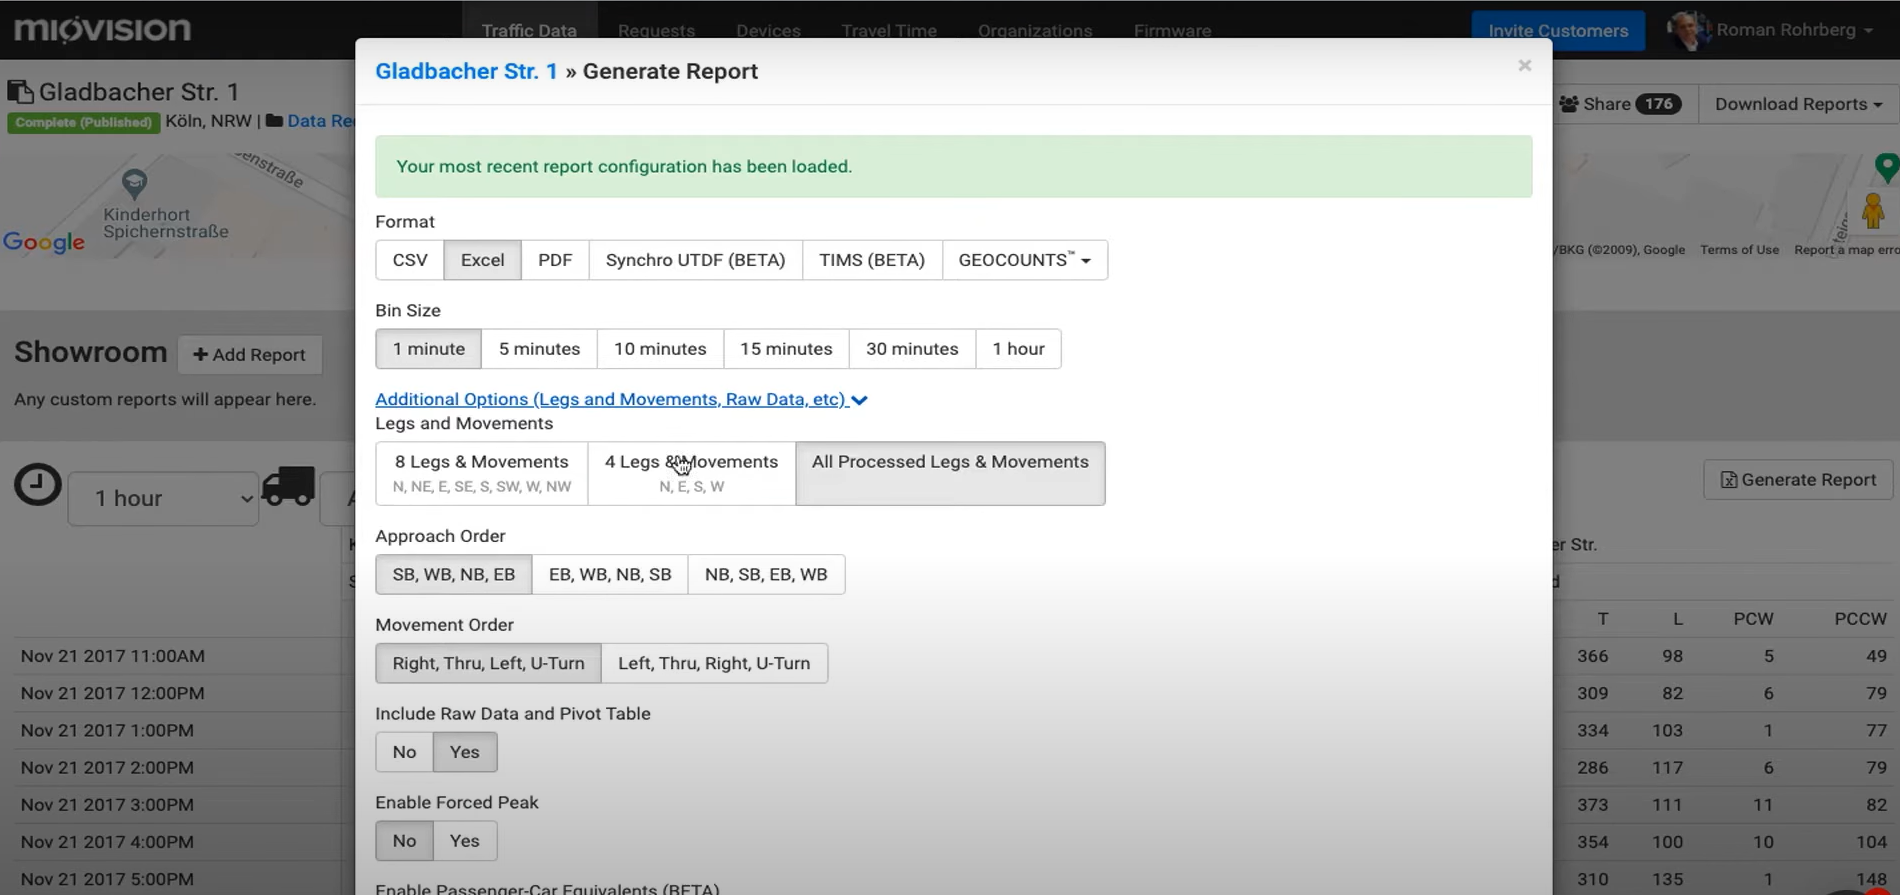 miovision
Traffic Data
Requests
Devices
Travel Time
Organizations
Firmware
Invite Customers
Roman Rohrberg
Gladbacher Str. 1
Complete (Published) Köln, NRW | Data Re
Share 176
Download Reports
Kinderhort
Spichernstraße
enstraße
Google
/BKG (©2009), Google
Terms of Use
Report a map erro
Showroom
+ Add Report
Any custom reports will appear here.
1 hour
Generate Report
Gladbacher Str. 1 » Generate Report
×
Your most recent report configuration has been loaded.
Format
CSV Excel PDF Synchro UTDF (BETA) TIMS (BETA) GEOCOUNTS™
Bin Size
1 minute 5 minutes 10 minutes 15 minutes 30 minutes 1 hour
Additional Options (Legs and Movements, Raw Data, etc)
Legs and Movements
8 Legs & Movements 4 Legs & Movements All Processed Legs & Movements
N, NE, E, SE, S, SW, W, NW N, E, S, W
Approach Order
SB, WB, NB, EB EB, WB, NB, SB NB, SB, EB, WB
Movement Order
Right, Thru, Left, U-Turn Left, Thru, Right, U-Turn
Include Raw Data and Pivot Table
No Yes
Enable Forced Peak
No Yes
Enable Passenger-Car Equivalents (BETA)
er Str.
d
T L PCW PCCW
Nov 21 2017 11:00AM 366 98 5 49
Nov 21 2017 12:00PM 309 82 6 79
Nov 21 2017 1:00PM 334 103 1 77
Nov 21 2017 2:00PM 286 117 6 79
Nov 21 2017 3:00PM 373 111 11 82
Nov 21 2017 4:00PM 354 100 10 104
Nov 21 2017 5:00PM 310 135 1 148